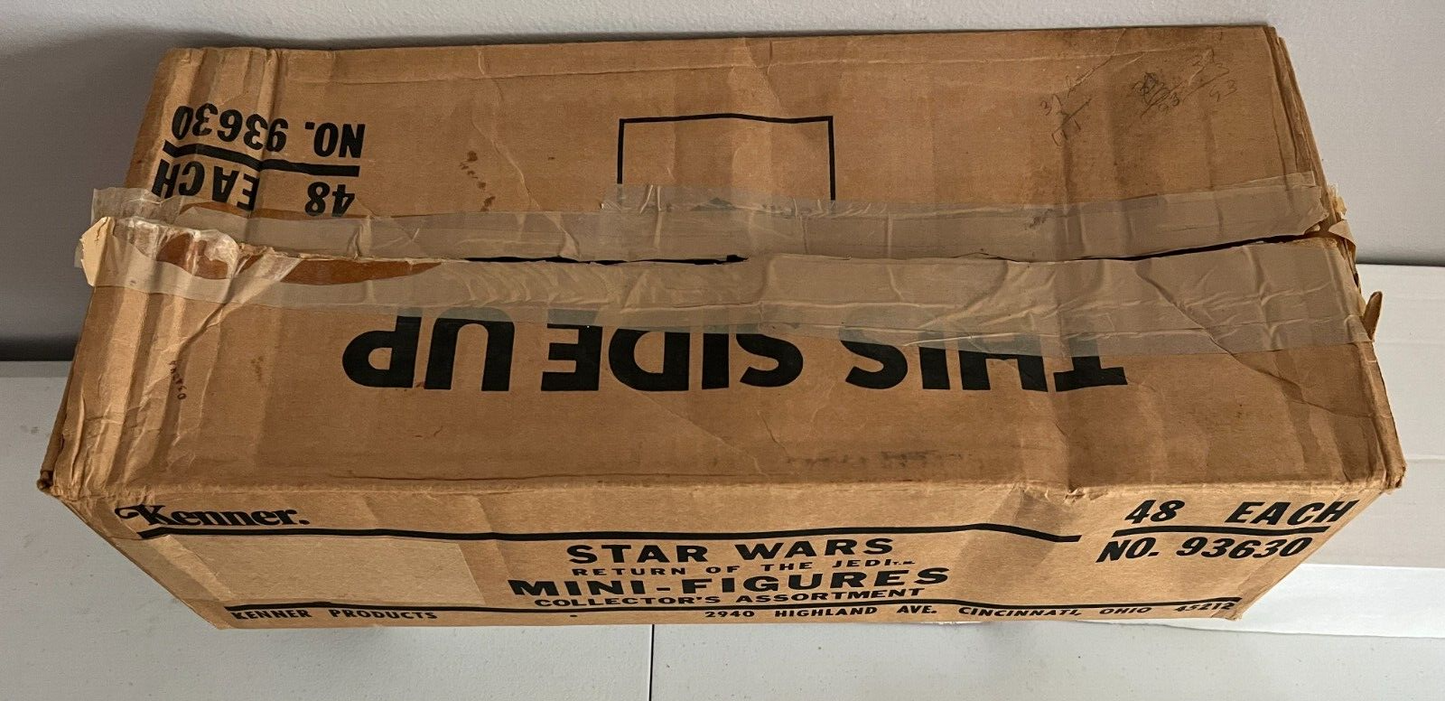 NO. 93630
48 EACH
THIS SIDE UP
Kenner.
48 EACH
NO. 93630
STAR WARS
RETURN OF THE JEDI T.M.
MINI-FIGURES
COLLECTOR'S ASSORTMENT
KENNER PRODUCTS • 2940 HIGHLAND AVE. CINCINNATI, OHIO 45212